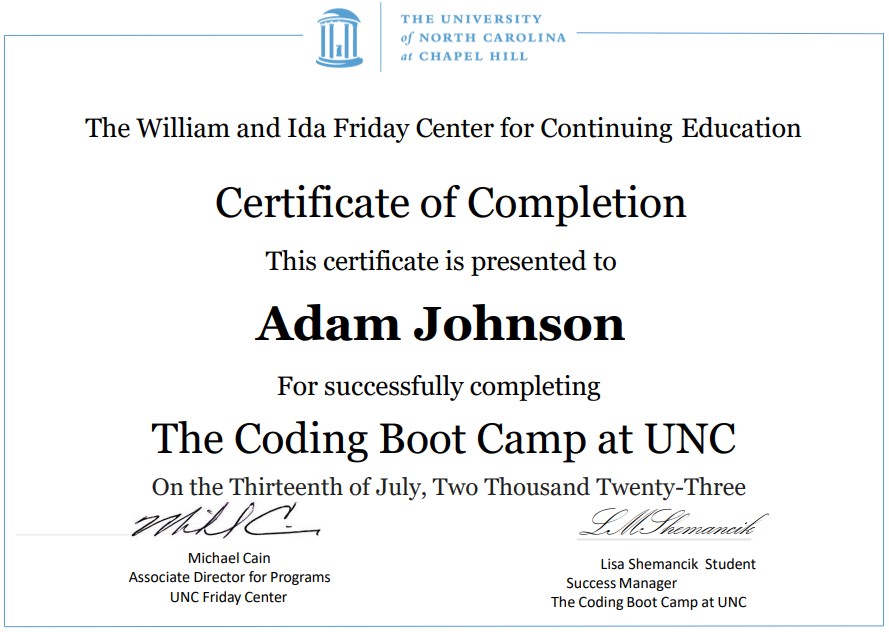 THE UNIVERSITY
of NORTH CAROLINA
at CHAPEL HILL
The William and Ida Friday Center for Continuing Education
Certificate of Completion
This certificate is presented to
Adam Johnson
For successfully completing
The Coding Boot Camp at UNC
On the Thirteenth of July, Two Thousand Twenty-Three
LMShemancik
Michael Cain
Associate Director for Programs
UNC Friday Center
Lisa Shemancik Student
Success Manager
The Coding Boot Camp at UNC